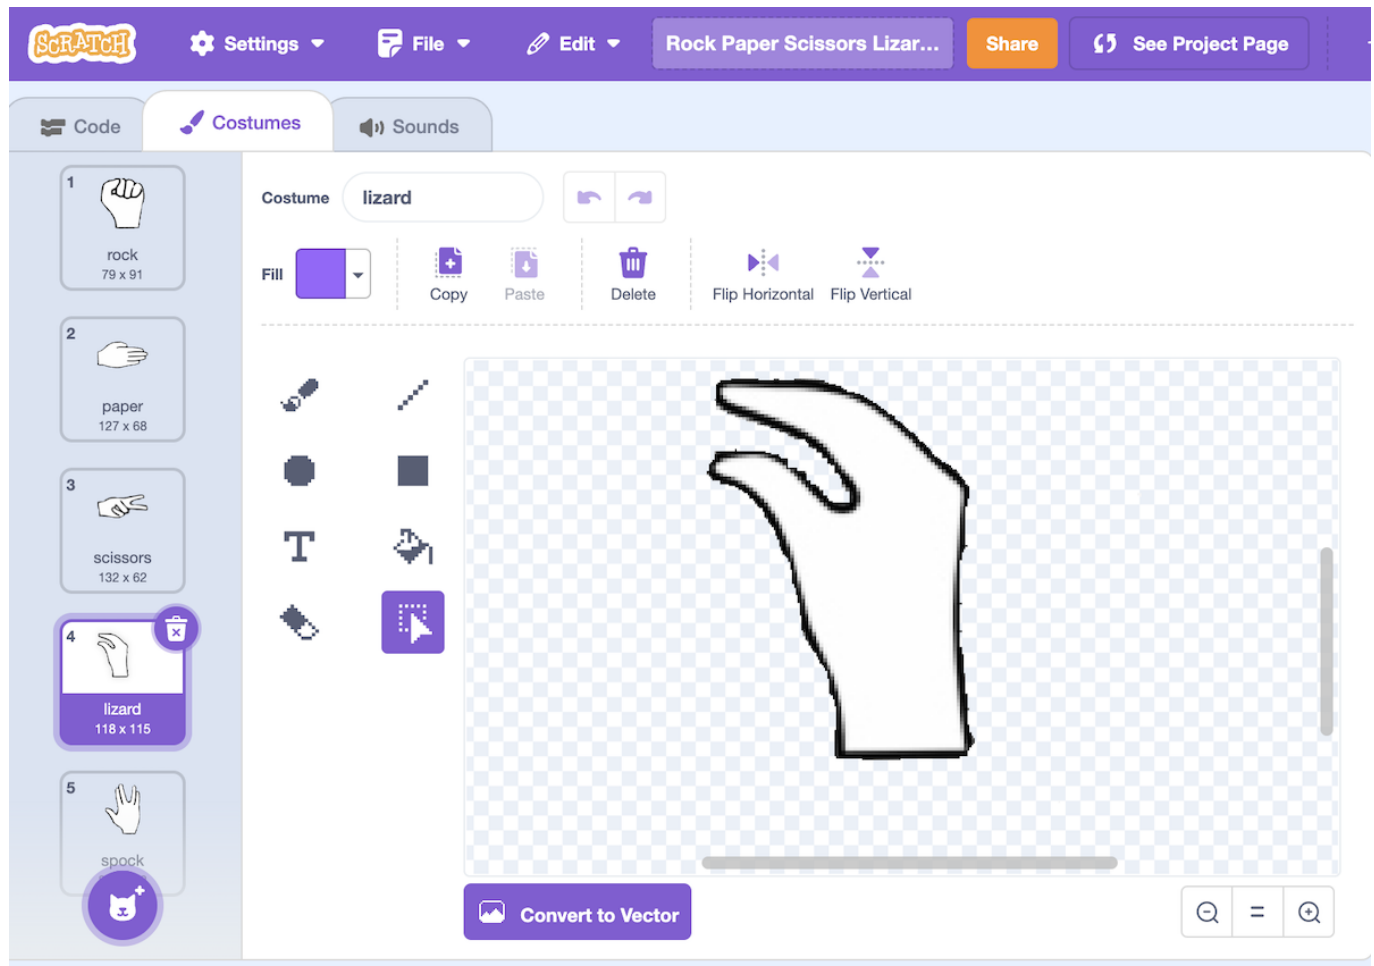 SCRATCH Settings File Edit Rock Paper Scissors Lizar... Share See Project Page
Code Costumes Sounds
1
rock
79 x 91
2
paper
127 x 68
3
scissors
132 x 62
4
lizard
118 x 115
5
spock
Costume lizard
Fill Copy Paste Delete Flip Horizontal Flip Vertical
T
Convert to Vector